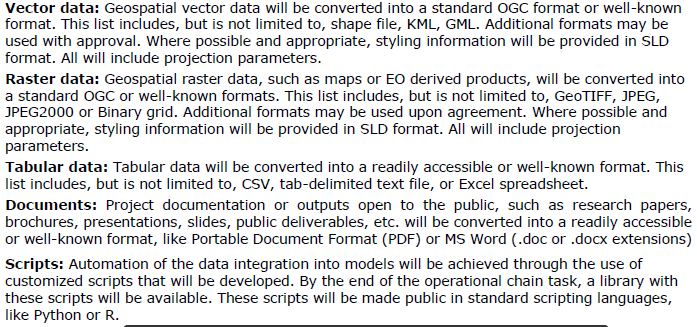 Vector data: Geospatial vector data will be converted into a standard OGC format or well-known
format. This list includes, but is not limited to, shape file, KML, GML. Additional formats may be
used with approval. Where possible and appropriate, styling information will be provided in SLD
format. All will include projection parameters.
Raster data: Geospatial raster data, such as maps or EO derived products, will be converted into
a standard OGC or well-known formats. This list includes, but is not limited to, GeoTIFF, JPEG,
JPEG2000 or Binary grid. Additional formats may be used upon agreement. Where possible and
appropriate, styling information will be provided in SLD format. All will include projection
parameters.
Tabular data: Tabular data will be converted into a readily accessible or well-known format. This
list includes, but is not limited to, CSV, tab-delimited text file, or Excel spreadsheet.
Documents: Project documentation or outputs open to the public, such as research papers,
brochures, presentations, slides, public deliverables, etc. will be converted into a readily accessible
or well-known format, like Portable Document Format (PDF) or MS Word (.doc or .docx extensions)
Scripts: Automation of the data integration into models will be achieved through the use of
customized scripts that will be developed. By the end of the operational chain task, a library with
these scripts will be available. These scripts will be made public in standard scripting languages,
like Python or R.